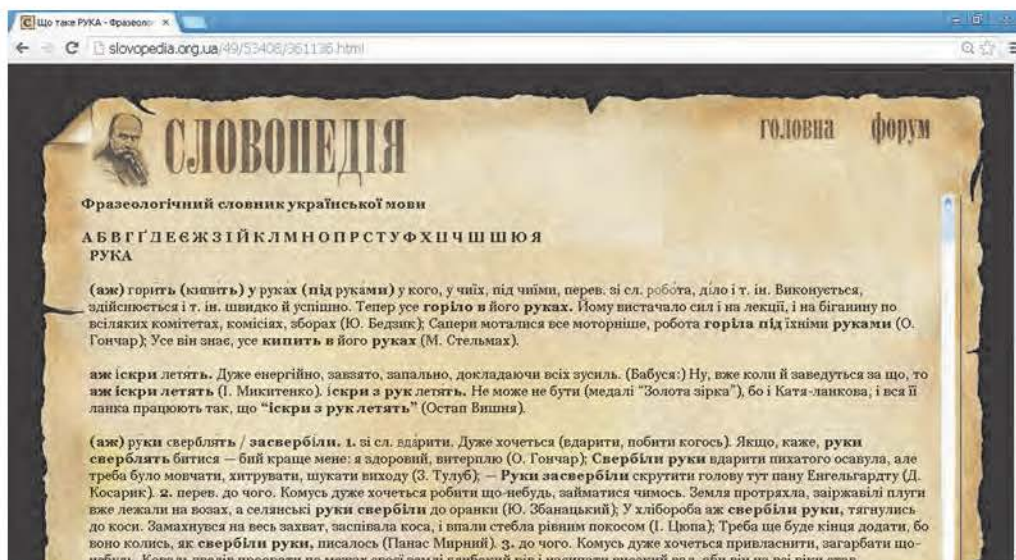 Що таке РУКА - Фразеолог
slovopedia.org.ua/49/53408/361136.html
СЛОВОПЕДІЯ
головна форум
Фразеологічний словник української мови
А Б В Г Ґ Д Е Є Ж З І Й К Л М Н О П Р С Т У Ф Х Ц Ч Ш Щ Ю Я
РУКА
(аж) горить (кипить) у руках (під руками) у кого, у чиїх, під чиїми, перев. зі сл. робота, діло і т. ін. Виконується,
здійснюється і т. ін. швидко й успішно. Тепер усе горіло в його руках. Йому вистачало сил і на лекції, і на біганину по
всіляких комітетах, комісіях, зборах (Ю. Бедзик); Сапери моталися все моторніше, робота горіла під їхніми руками (О.
Гончар); Усе він знає, усе кипить в його руках (М. Стельмах).
аж іскри летять. Дуже енергійно, завзято, запально, докладаючи всіх зусиль. (Бабуся:) Ну, вже коли й заведуться за що, то
аж іскри летять (І. Микитенко). іскри з рук летять. Не може не бути (медалі “Золота зірка”), бо і Катя-ланкова, і вся її
ланка працюють так, що “іскри з рук летять” (Остап Вишня).
(аж) руки сверблять / засвербіли. 1. зі сл. вдарити. Дуже хочеться (вдарити, побити когось). Якщо, каже, руки
сверблять битися — бий краще мене: я здоровий, витерплю (О. Гончар); Свербіли руки вдарити пихатого осавула, але
треба було мовчати, хитрувати, шукати виходу (З. Тулуб); — Руки засвербіли скрутити голову тут пану Енгельгардту (Д.
Косарик). 2. перев. до чого. Комусь дуже хочеться робити що-небудь, займатися чимось. Земля протряхла, заіржавілі плуги
вже лежали на возах, а селянські руки свербіли до оранки (Ю. Збанацький); У хлібороба аж свербіли руки, тягнулись
до коси. Замахнувся на весь захват, заспівала коса, і впали стебла рівним покосом (І. Цюпа); Треба ще буде кінця додати, бо
воно колись, як свербіли руки, писалось (Панас Мирний). 3. до чого. Комусь дуже хочеться привласнити, загарбати що-